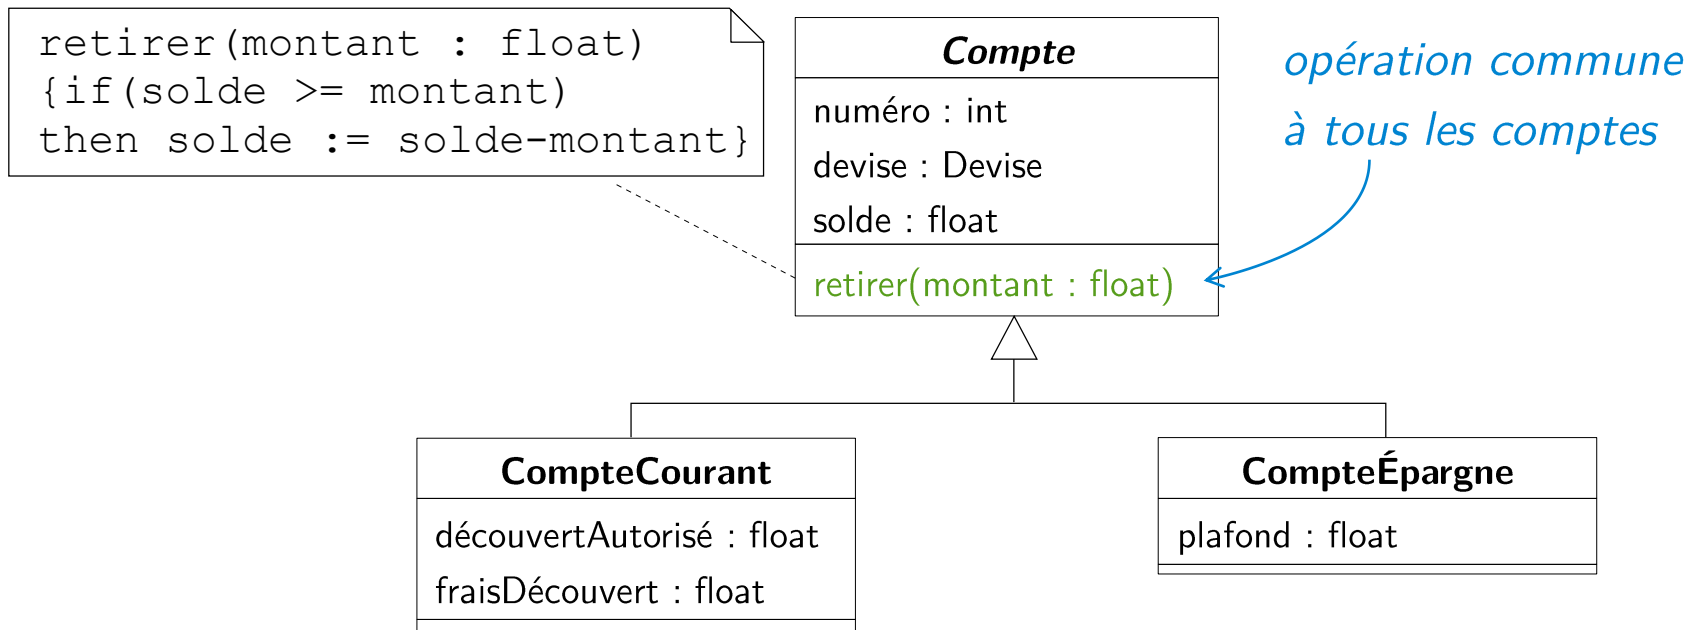 retirer(montant : float)
{if(solde >= montant)
then solde := solde-montant}
Compte
numéro : int
devise : Devise
solde : float
retirer(montant : float)
opération commune
à tous les comptes
CompteCourant
découvertAutorisé : float
fraisDécouvert : float
CompteÉpargne
plafond : float